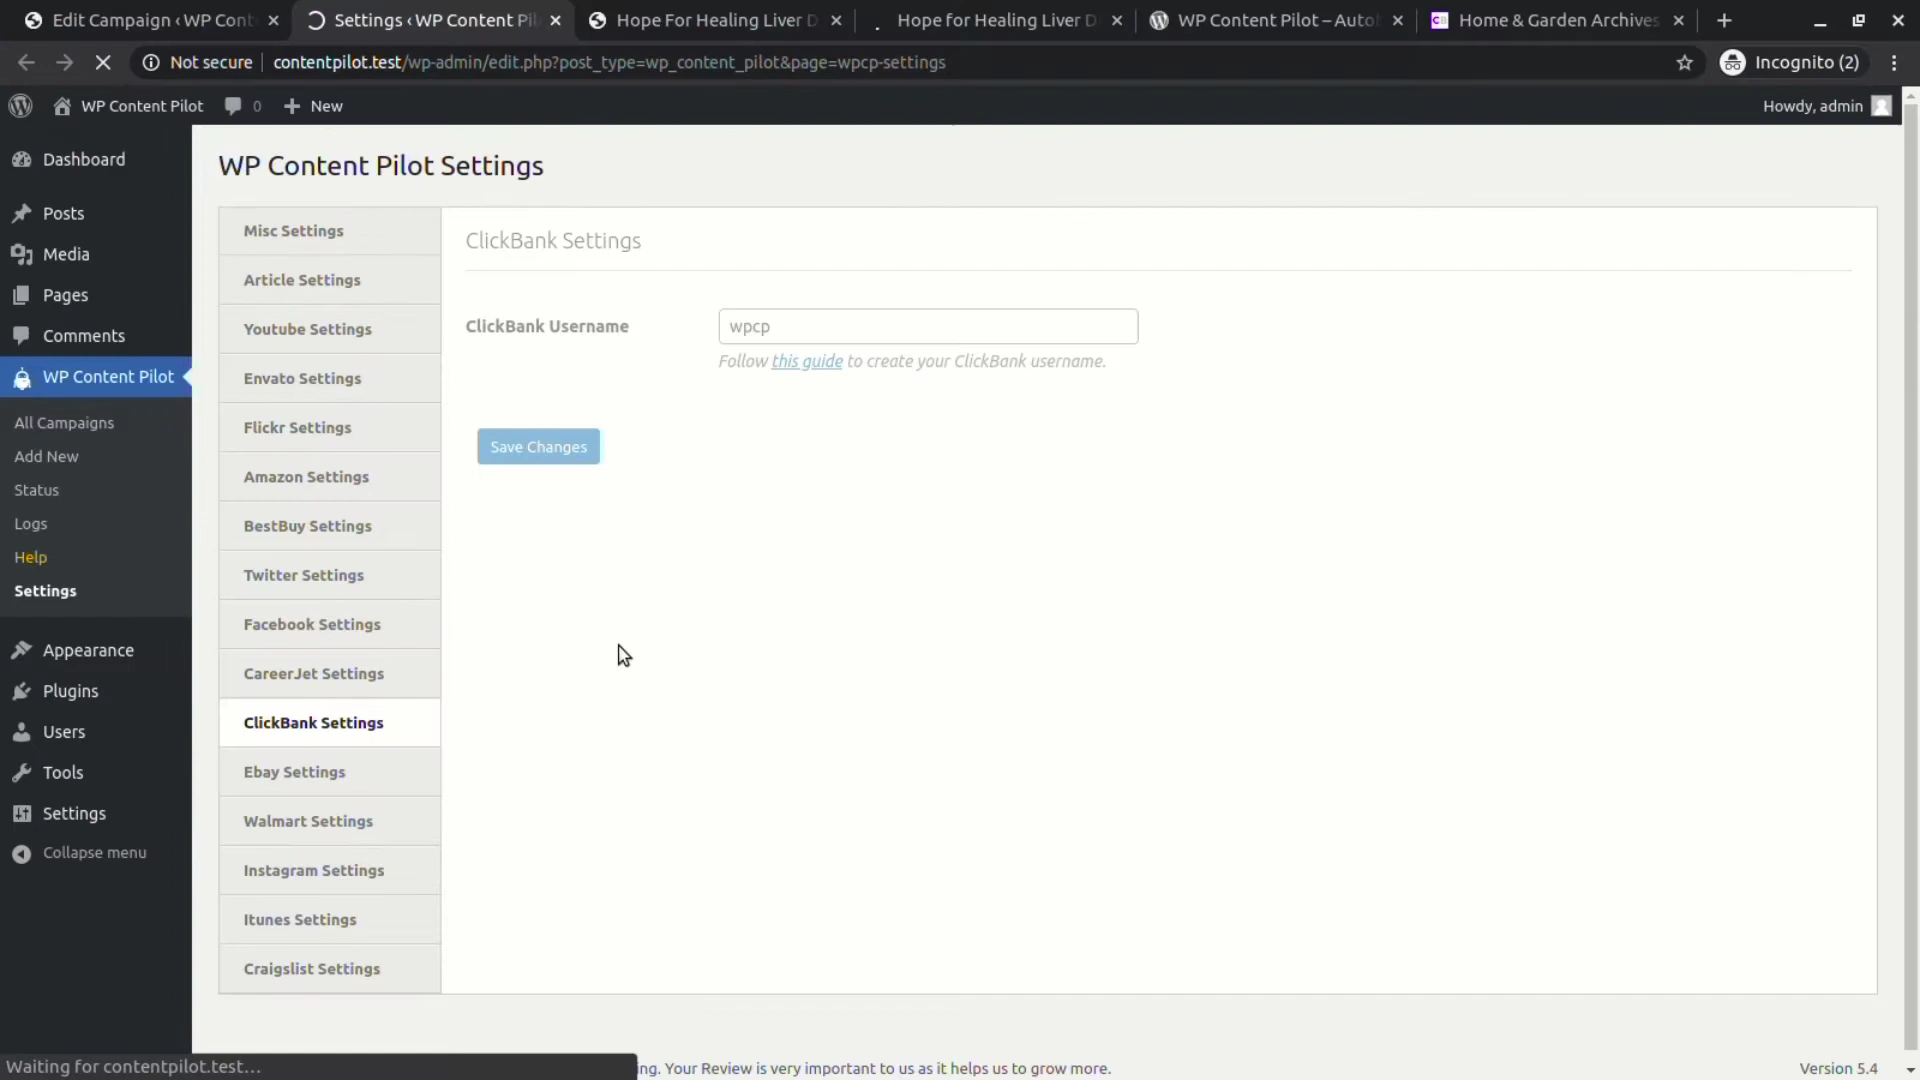 Edit Campaign ‹ WP Cont
Settings ‹ WP Content Pil
Hope For Healing Liver D
Hope for Healing Liver D
WP Content Pilot – Auto
Home & Garden Archives
Not secure
contentpilot.test/wp-admin/edit.php?post_type=wp_content_pilot&page=wpcp-settings
Incognito (2)
WP Content Pilot
0
New
Howdy, admin
Dashboard
Posts
Media
Pages
Comments
WP Content Pilot
All Campaigns
Add New
Status
Logs
Help
Settings
Appearance
Plugins
Users
Tools
Settings
Collapse menu
WP Content Pilot Settings
Misc Settings
Article Settings
Youtube Settings
Envato Settings
Flickr Settings
Amazon Settings
BestBuy Settings
Twitter Settings
Facebook Settings
CareerJet Settings
ClickBank Settings
Ebay Settings
Walmart Settings
Instagram Settings
Itunes Settings
Craigslist Settings
ClickBank Settings
ClickBank Username
wpcp
Follow this guide to create your ClickBank username.
Save Changes
Waiting for contentpilot.test...
ing. Your Review is very important to us as it helps us to grow more.
Version 5.4